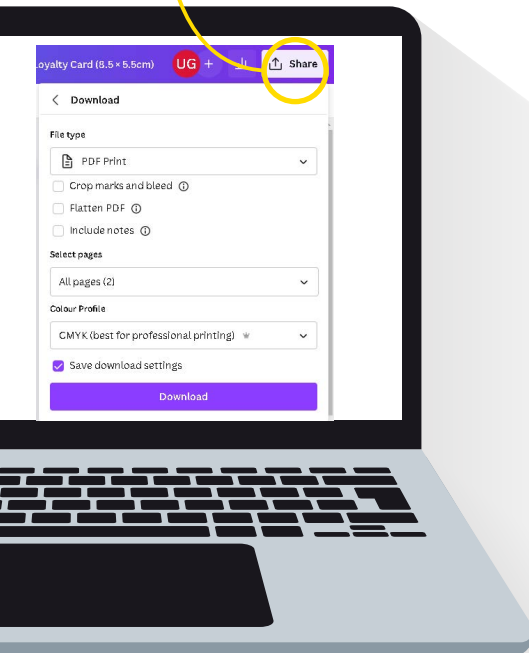 oyalty Card (8.5 × 5.5cm) UG + Share
Download
File type
PDF Print
Crop marks and bleed
Flatten PDF
Include notes
Select pages
All pages (2)
Colour Profile
CMYK (best for professional printing)
Save download settings
Download